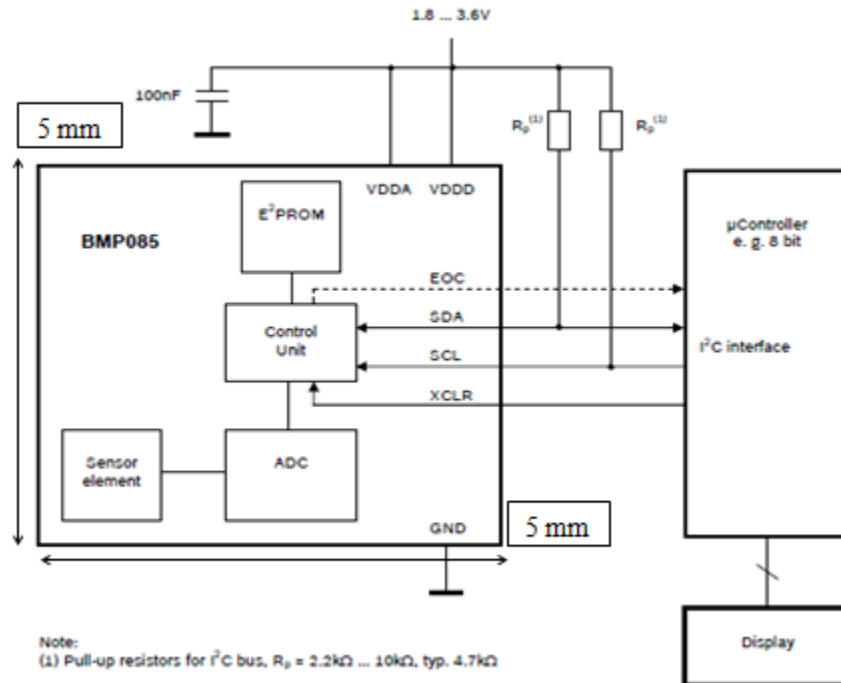 1.8 ... 3.6V
100nF
5 mm
Rp(1)
Rp(1)
VDDA VDDD
E²PROM
BMP085
µController
e. g. 8 bit
EOC
SDA
Control
Unit
I²C interface
SCL
XCLR
Sensor
element
ADC
GND
5 mm
Display
Note:
(1) Pull-up resistors for I²C bus, Rp = 2.2kΩ ... 10kΩ, typ. 4.7kΩ